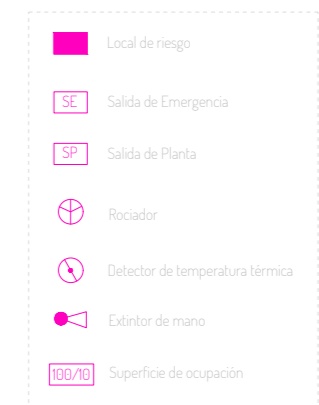 Local de riesgo
SE Salida de Emergencia
SP Salida de Planta
Rociador
Detector de temperatura térmica
Extintor de mano
100/10 Superficie de ocupación